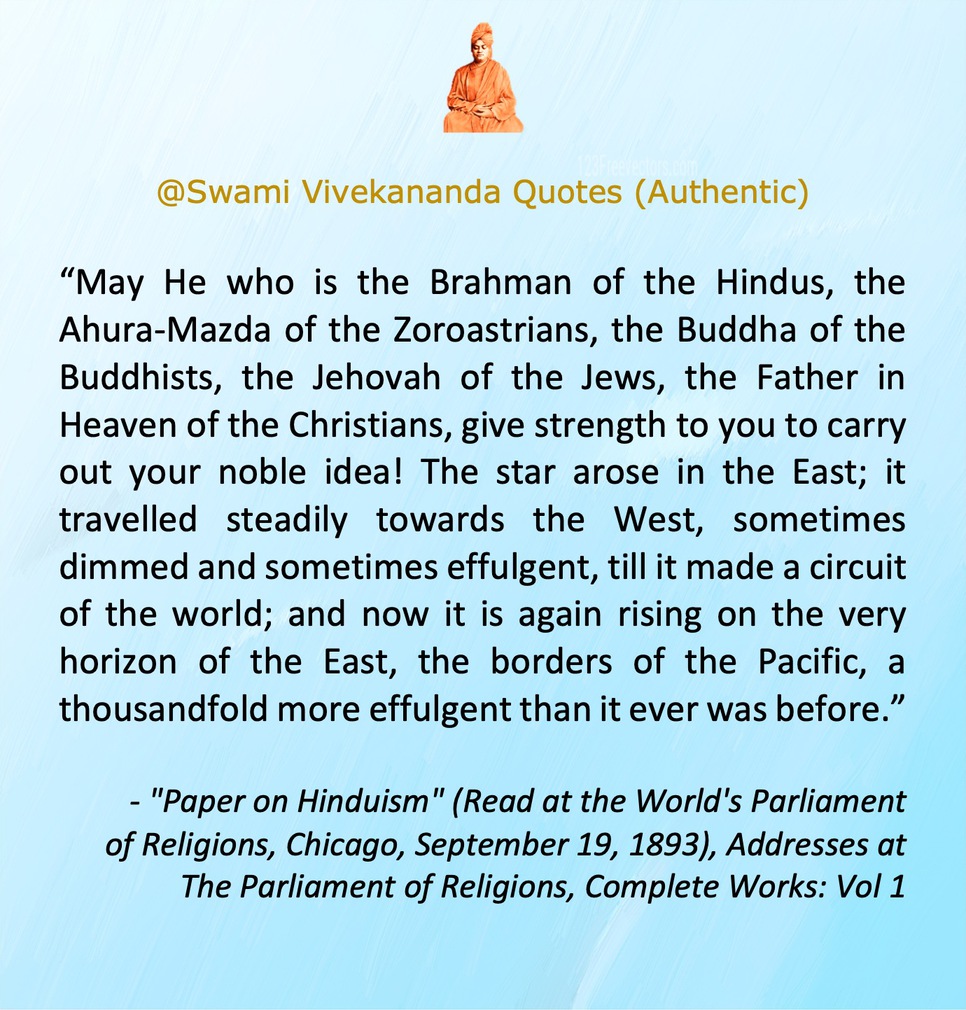 123Freevectors.com
@Swami Vivekananda Quotes (Authentic)
“May He who is the Brahman of the Hindus, the
Ahura-Mazda of the Zoroastrians, the Buddha of the
Buddhists, the Jehovah of the Jews, the Father in
Heaven of the Christians, give strength to you to carry
out your noble idea! The star arose in the East; it
travelled steadily towards the West, sometimes
dimmed and sometimes effulgent, till it made a circuit
of the world; and now it is again rising on the very
horizon of the East, the borders of the Pacific, a
thousandfold more effulgent than it ever was before.”
- "Paper on Hinduism" (Read at the World's Parliament
of Religions, Chicago, September 19, 1893), Addresses at
The Parliament of Religions, Complete Works: Vol 1